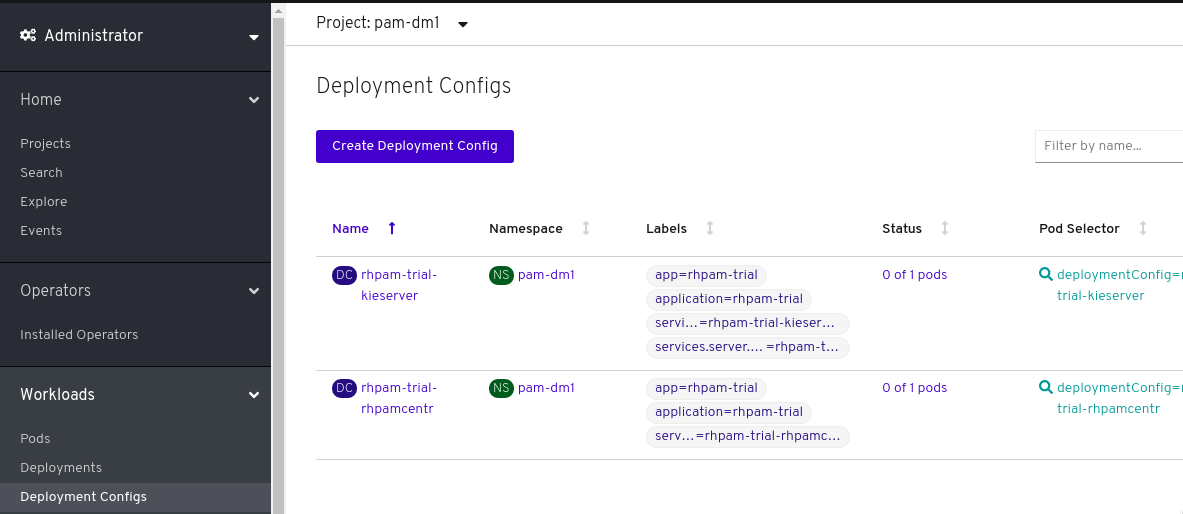 Administrator
Home
Projects
Search
Explore
Events
Operators
Installed Operators
Workloads
Pods
Deployments
Deployment Configs
Project: pam-dm1
Deployment Configs
Create Deployment Config
Filter by name...
Name Namespace Labels Status Pod Selector
DC rhpam-trial-
kieserver
NS pam-dm1
app=rhpam-trial
application=rhpam-trial
servi... =rhpam-trial-kieser...
services.server.... =rhpam-t...
0 of 1 pods
deploymentConfig=r
trial-kieserver
DC rhpam-trial-
rhpamcentr
NS pam-dm1
app=rhpam-trial
application=rhpam-trial
serv... =rhpam-trial-rhpamc...
0 of 1 pods
deploymentConfig=r
trial-rhpamcentr